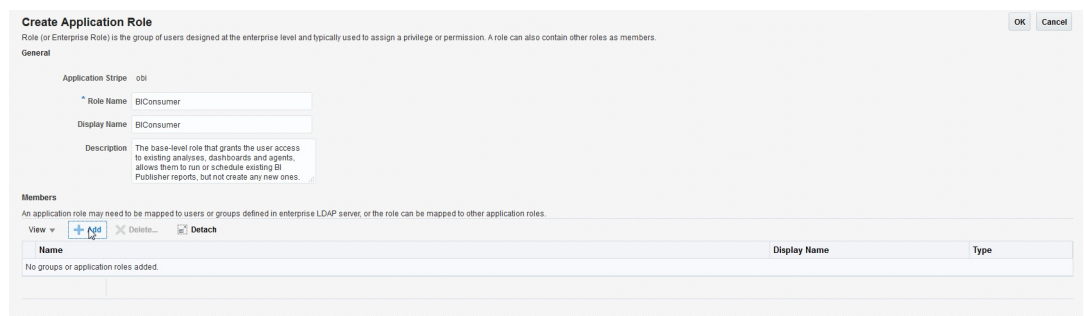 Create Application Role
OK Cancel
Role (or Enterprise Role) is the group of users designed at the enterprise level and typically used to assign a privilege or permission. A role can also contain other roles as members.
General
Application Stripe obi
* Role Name BIConsumer
Display Name BIConsumer
Description The base-level role that grants the user access
to existing analyses, dashboards and agents,
allows them to run or schedule existing BI
Publisher reports, but not create any new ones.
Members
An application role may need to be mapped to users or groups defined in enterprise LDAP server, or the role can be mapped to other application roles.
View Add Delete... Detach
Name Display Name Type
No groups or application roles added.